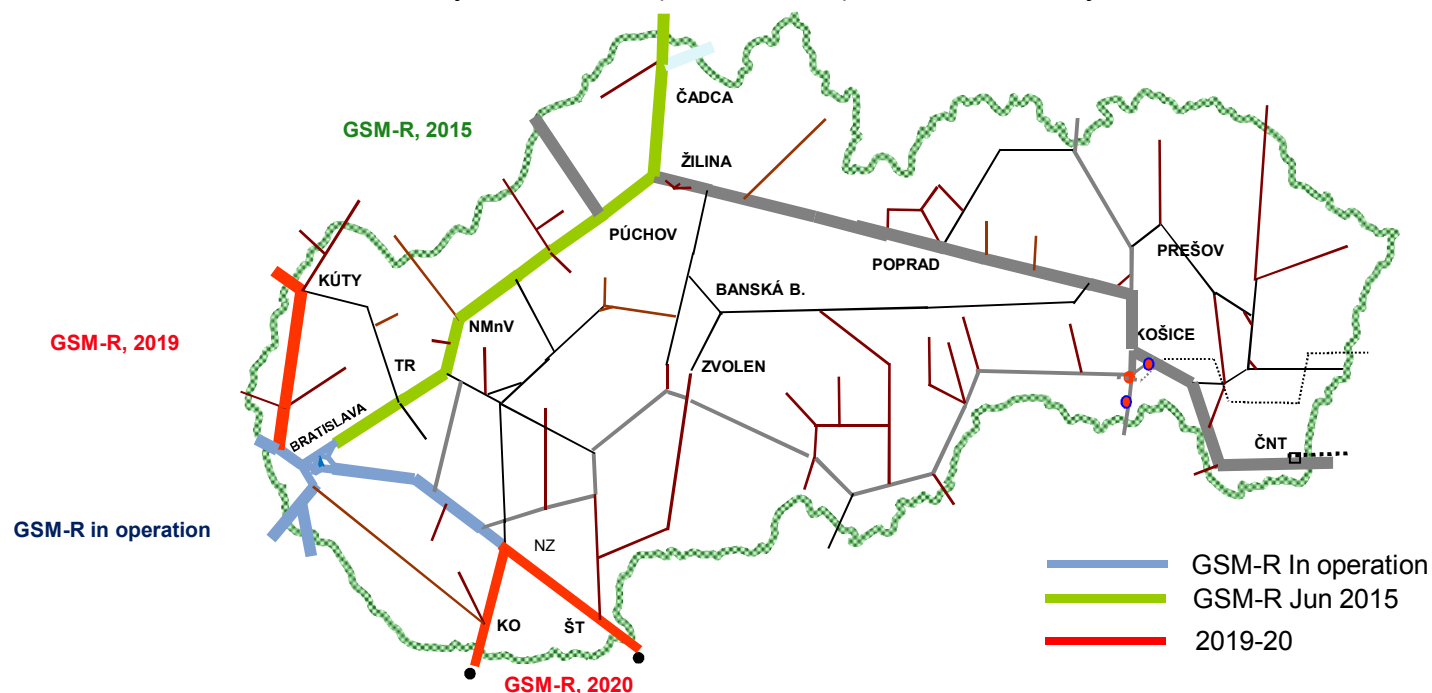 ČADCA
GSM-R, 2015
ŽILINA
PÚCHOV
PREŠOV
POPRAD
KÚTY
BANSKÁ B.
NMnV
KOŠICE
GSM-R, 2019
TR
ZVOLEN
BRATISLAVA
ČNT
GSM-R in operation
NZ
GSM-R In operation
GSM-R Jun 2015
KO
ŠT
2019-20
GSM-R, 2020